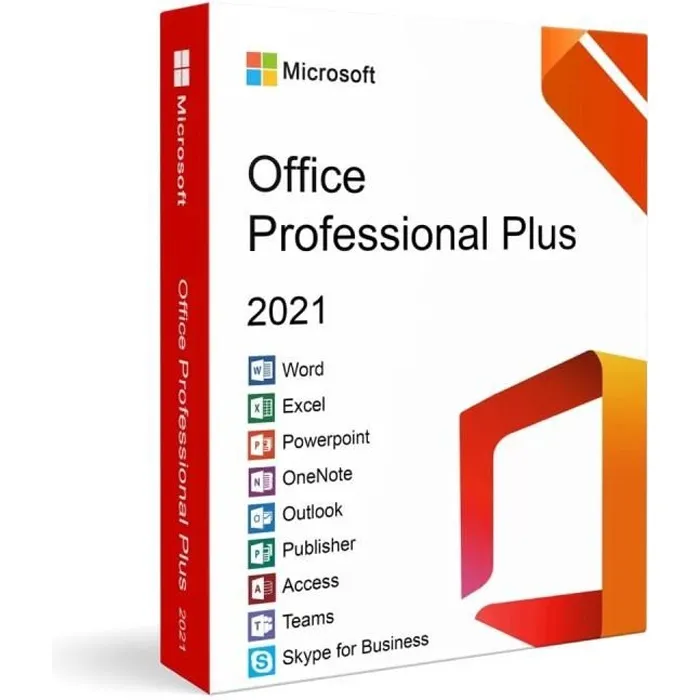 Microsoft
Office Professional Plus 2021
Microsoft
Office
Professional Plus
2021
W Word
X Excel
P Powerpoint
N OneNote
O Outlook
P Publisher
A Access
T Teams
S Skype for Business